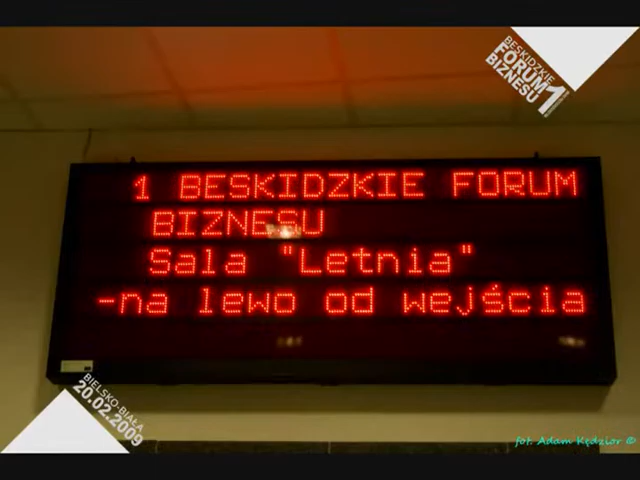 BESKIDZKIE
FORUM 1
BIZNESU
1 BESKIDZKIE FORUM
BIZNESU
Sala "Letnia"
-na lewo od wejścia
BIELSKO-BIAŁA
20.02.2009
fot. Adam Kędzior ©